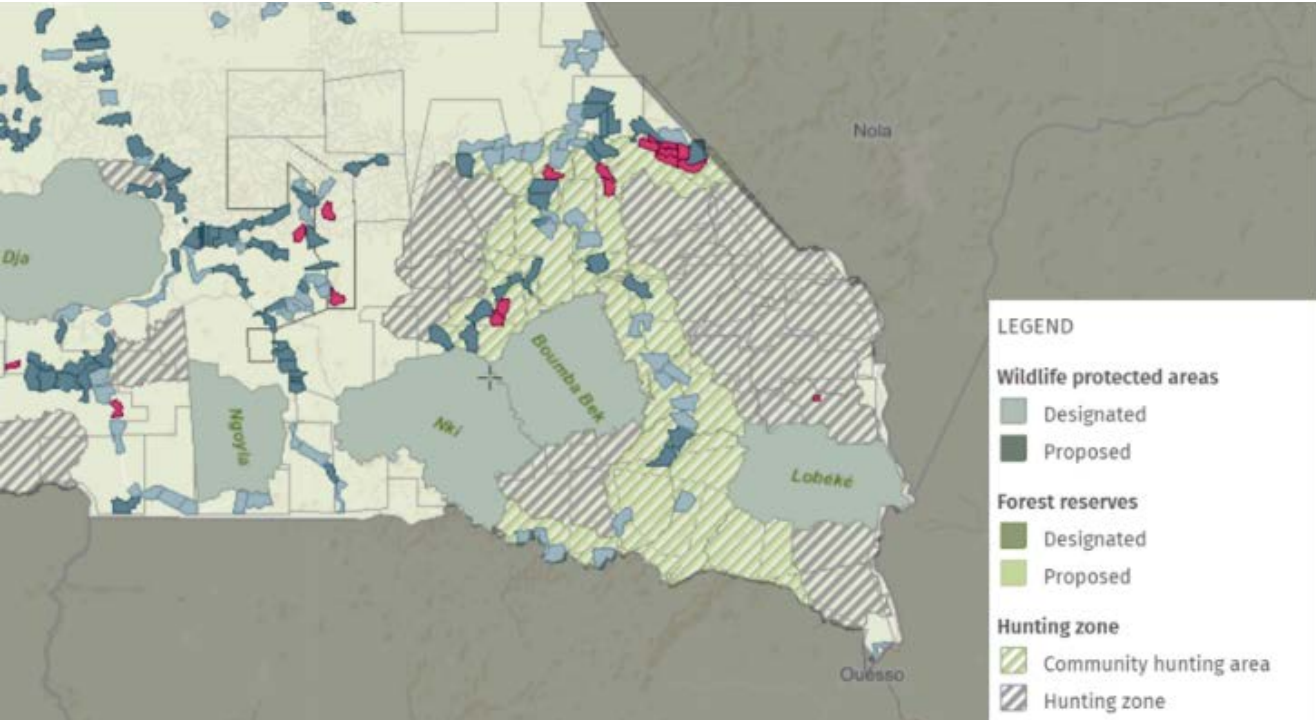 Nola
Dja
Boumba Bek
Ngoyla
Nki
Lobéké
Ouesso
LEGEND
Wildlife protected areas
Designated
Proposed
Forest reserves
Designated
Proposed
Hunting zone
Community hunting area
Hunting zone